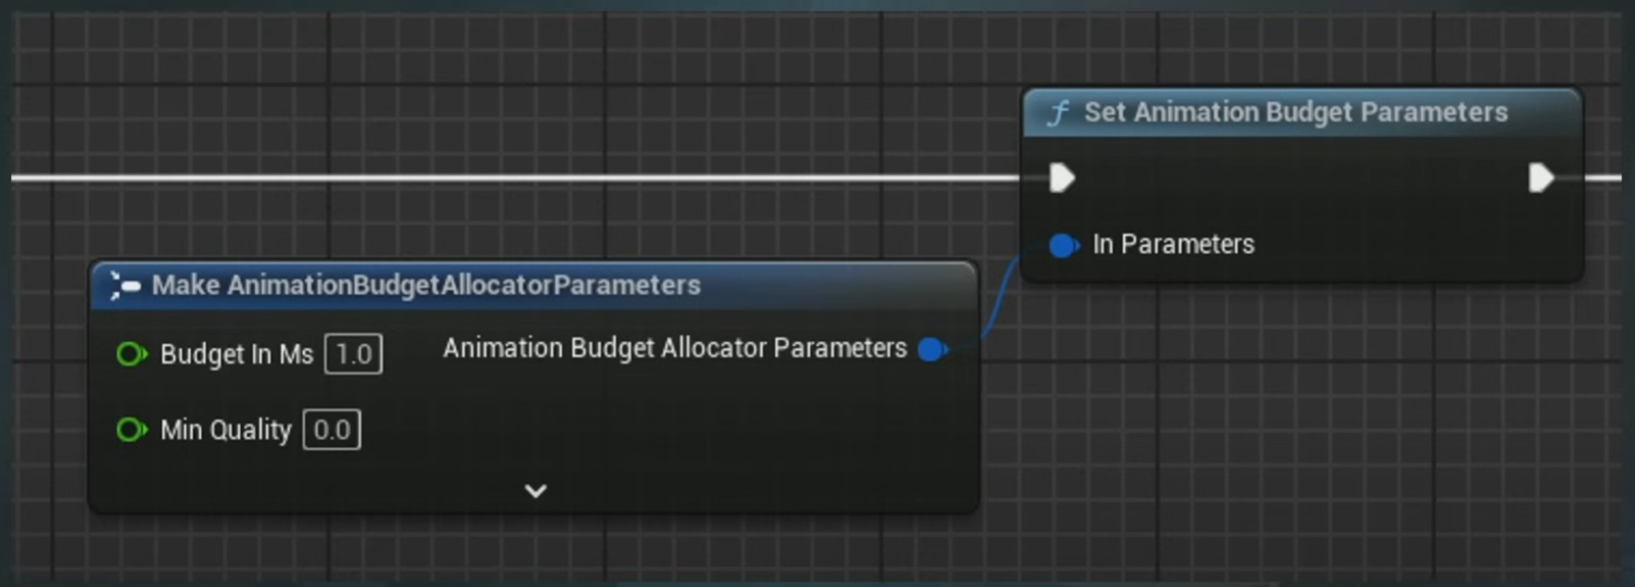 Set Animation Budget Parameters
In Parameters
Make AnimationBudgetAllocatorParameters
Budget In Ms 1.0
Animation Budget Allocator Parameters
Min Quality 0.0